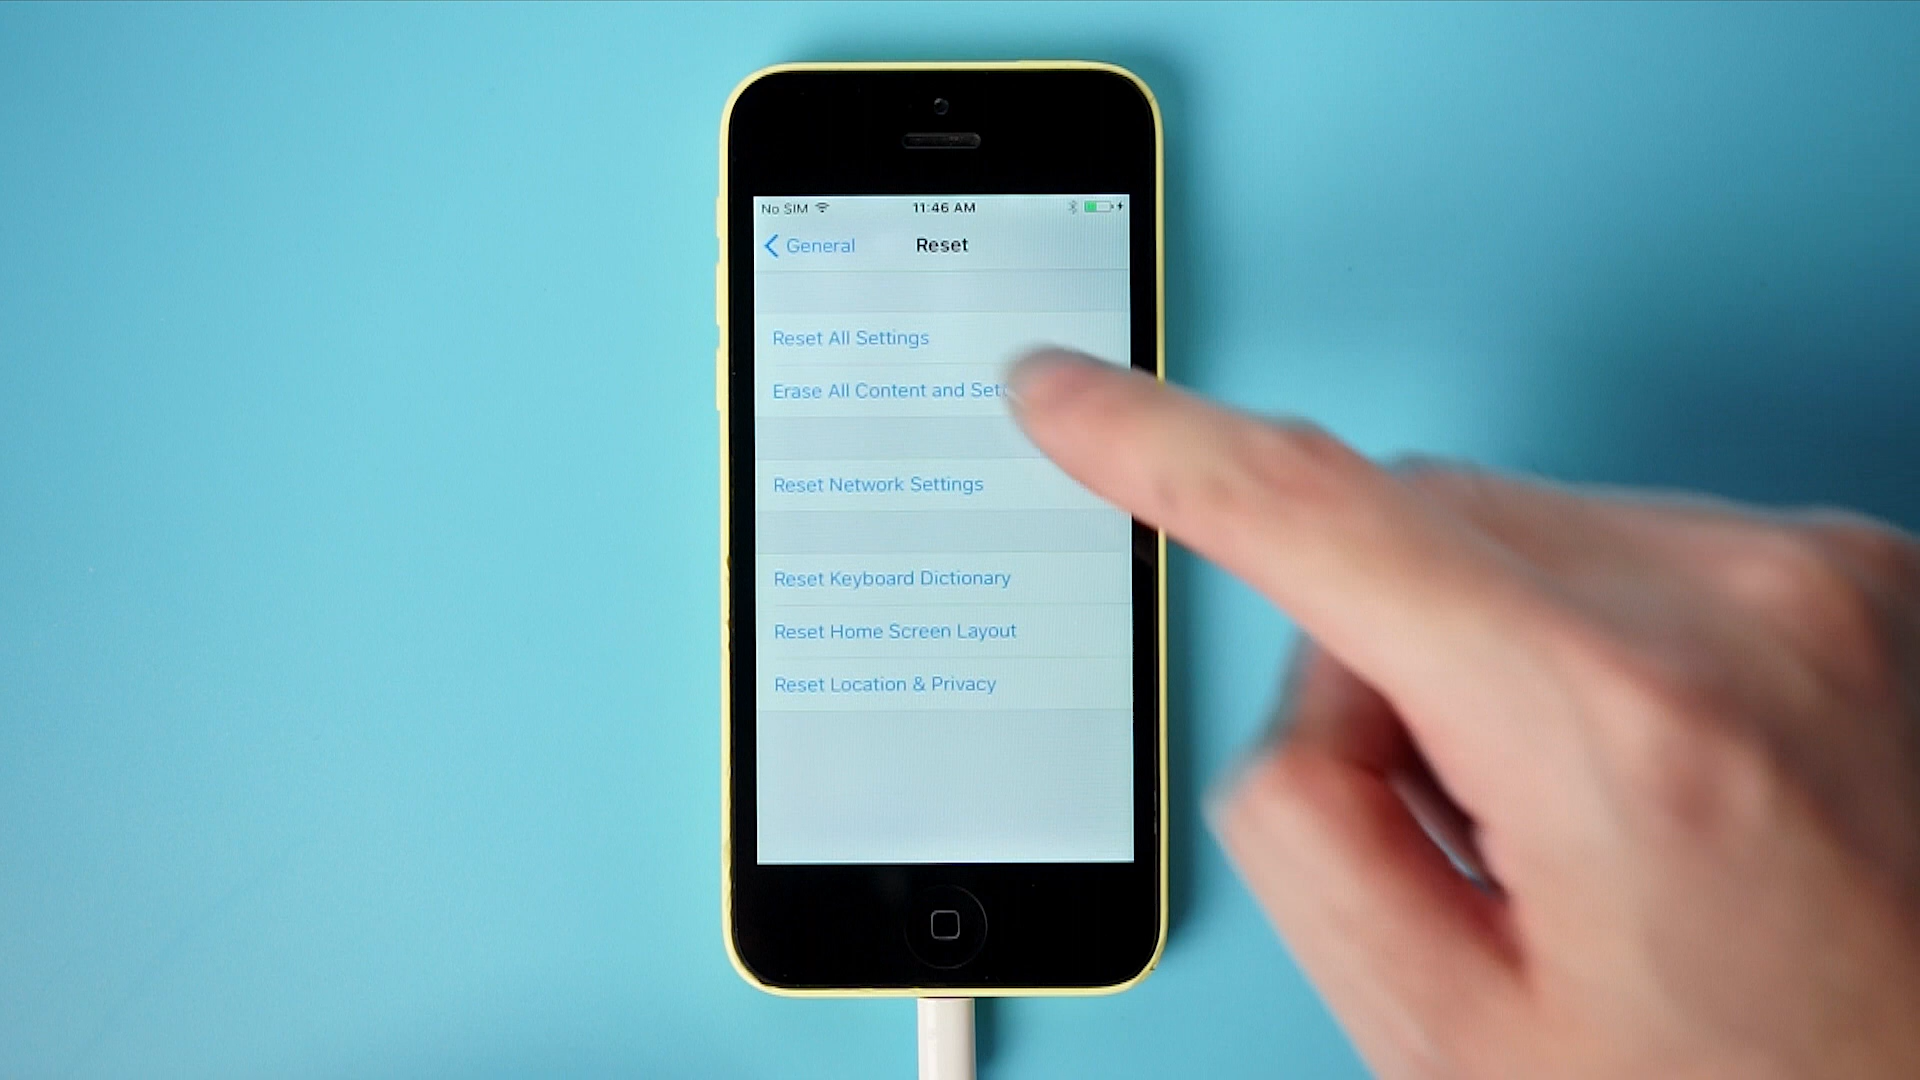 No SIM 11:46 AM
General Reset
Reset All Settings
Erase All Content and
Reset Network Settings
Reset Keyboard Dictionary
Reset Home Screen Layout
Reset Location & Privacy